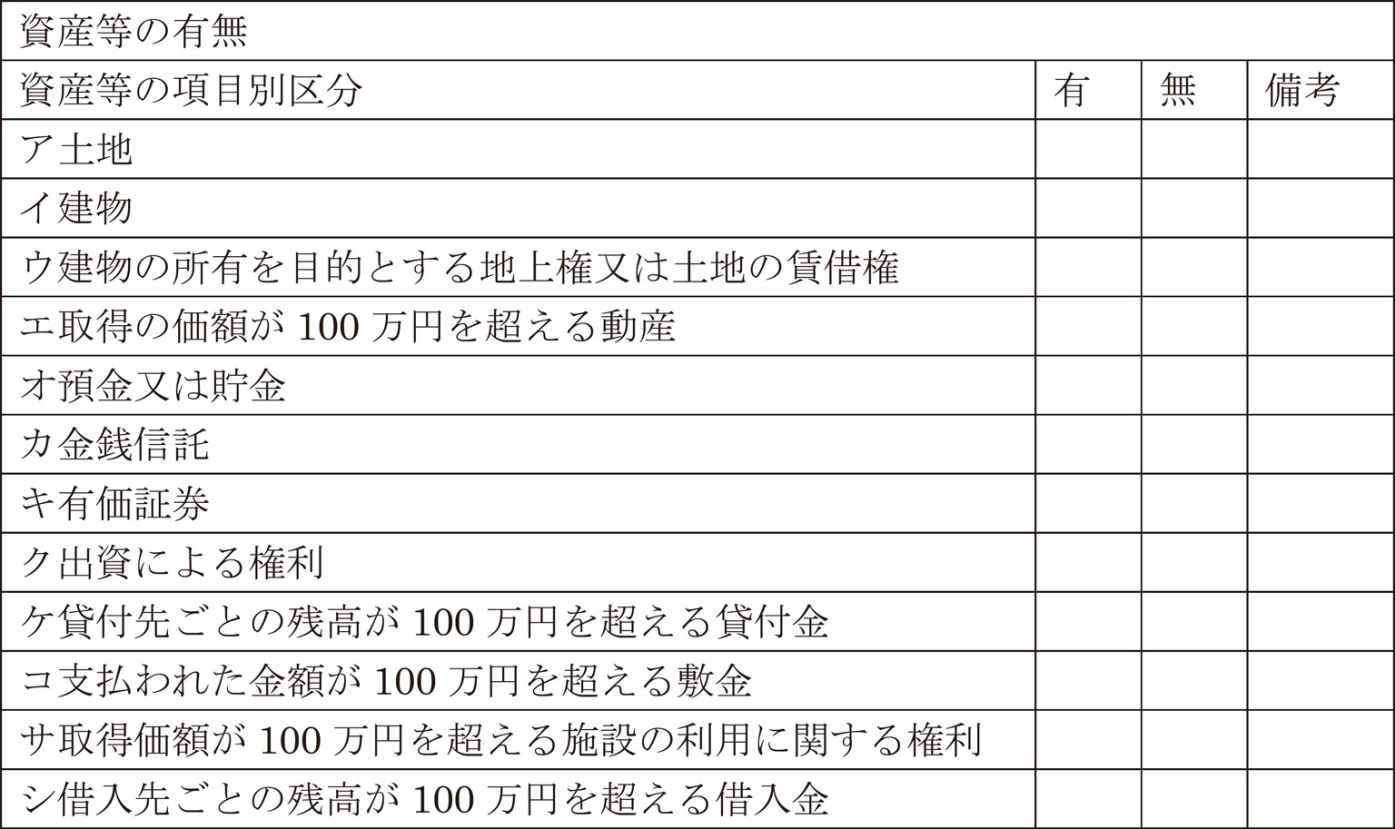 資産等の有無
資産等の項目別区分 有 無 備考
ア土地
イ建物
ウ建物の所有を目的とする地上権又は土地の賃借権
エ取得の価額が 100 万円を超える動産
オ預金又は貯金
カ金銭信託
キ有価証券
ク出資による権利
ケ貸付先ごとの残高が 100 万円を超える貸付金
コ支払われた金額が 100 万円を超える敷金
サ取得価額が 100 万円を超える施設の利用に関する権利
シ借入先ごとの残高が 100 万円を超える借入金